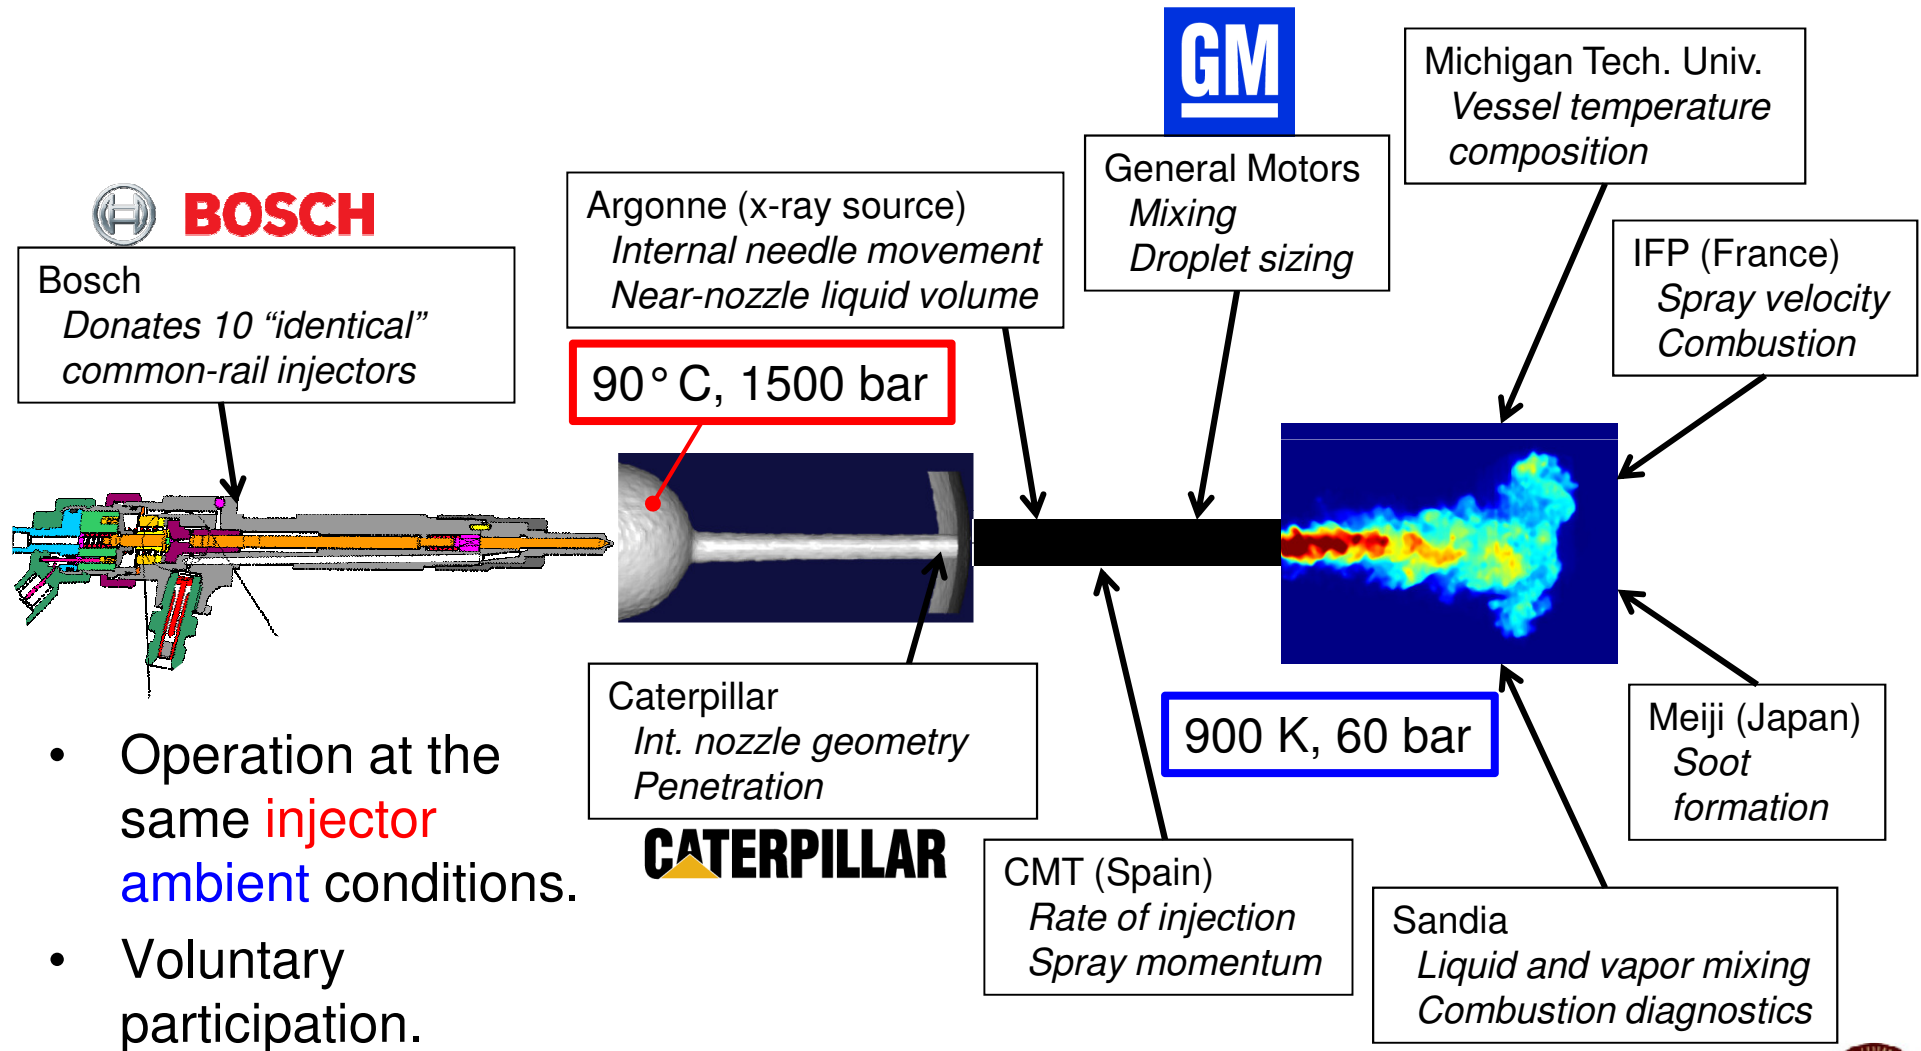 GM
Michigan Tech. Univ.
Vessel temperature
composition
General Motors
Mixing
Droplet sizing
BOSCH
Argonne (x-ray source)
Internal needle movement
Near-nozzle liquid volume
IFP (France)
Spray velocity
Combustion
Bosch
Donates 10 “identical”
common-rail injectors
90° C, 1500 bar
Caterpillar
Int. nozzle geometry
Penetration
CATERPILLAR
900 K, 60 bar
Meiji (Japan)
Soot
formation
CMT (Spain)
Rate of injection
Spray momentum
Sandia
Liquid and vapor mixing
Combustion diagnostics
• Operation at the
same injector
ambient conditions.
• Voluntary
participation.